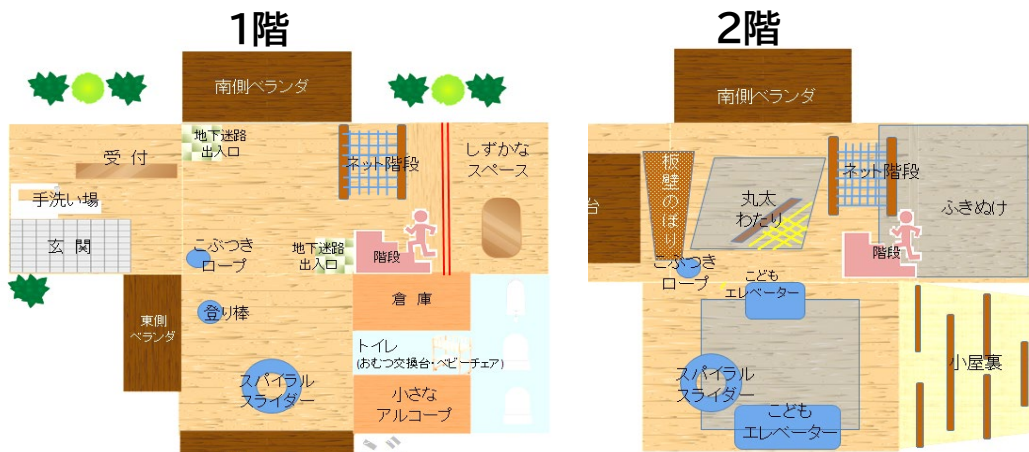 1階
南側ベランダ
地下迷路
出入口
受 付
ネット階段
しずかな
スペース
手洗い場
玄 関
こぶつき
ロープ
地下迷路
出入口
階段
倉 庫
登り棒
東側
ベランダ
トイレ
(おむつ交換台・ベビーチェア)
スパイラル
スライダー
小さな
アルコーブ
2階
南側ベランダ
板壁のぼり
丸太
わたり
ネット階段
ふきぬけ
台
こぶつき
ロープ
階段
こども
エレベーター
小屋裏
スパイラル
スライダー
こども
エレベーター